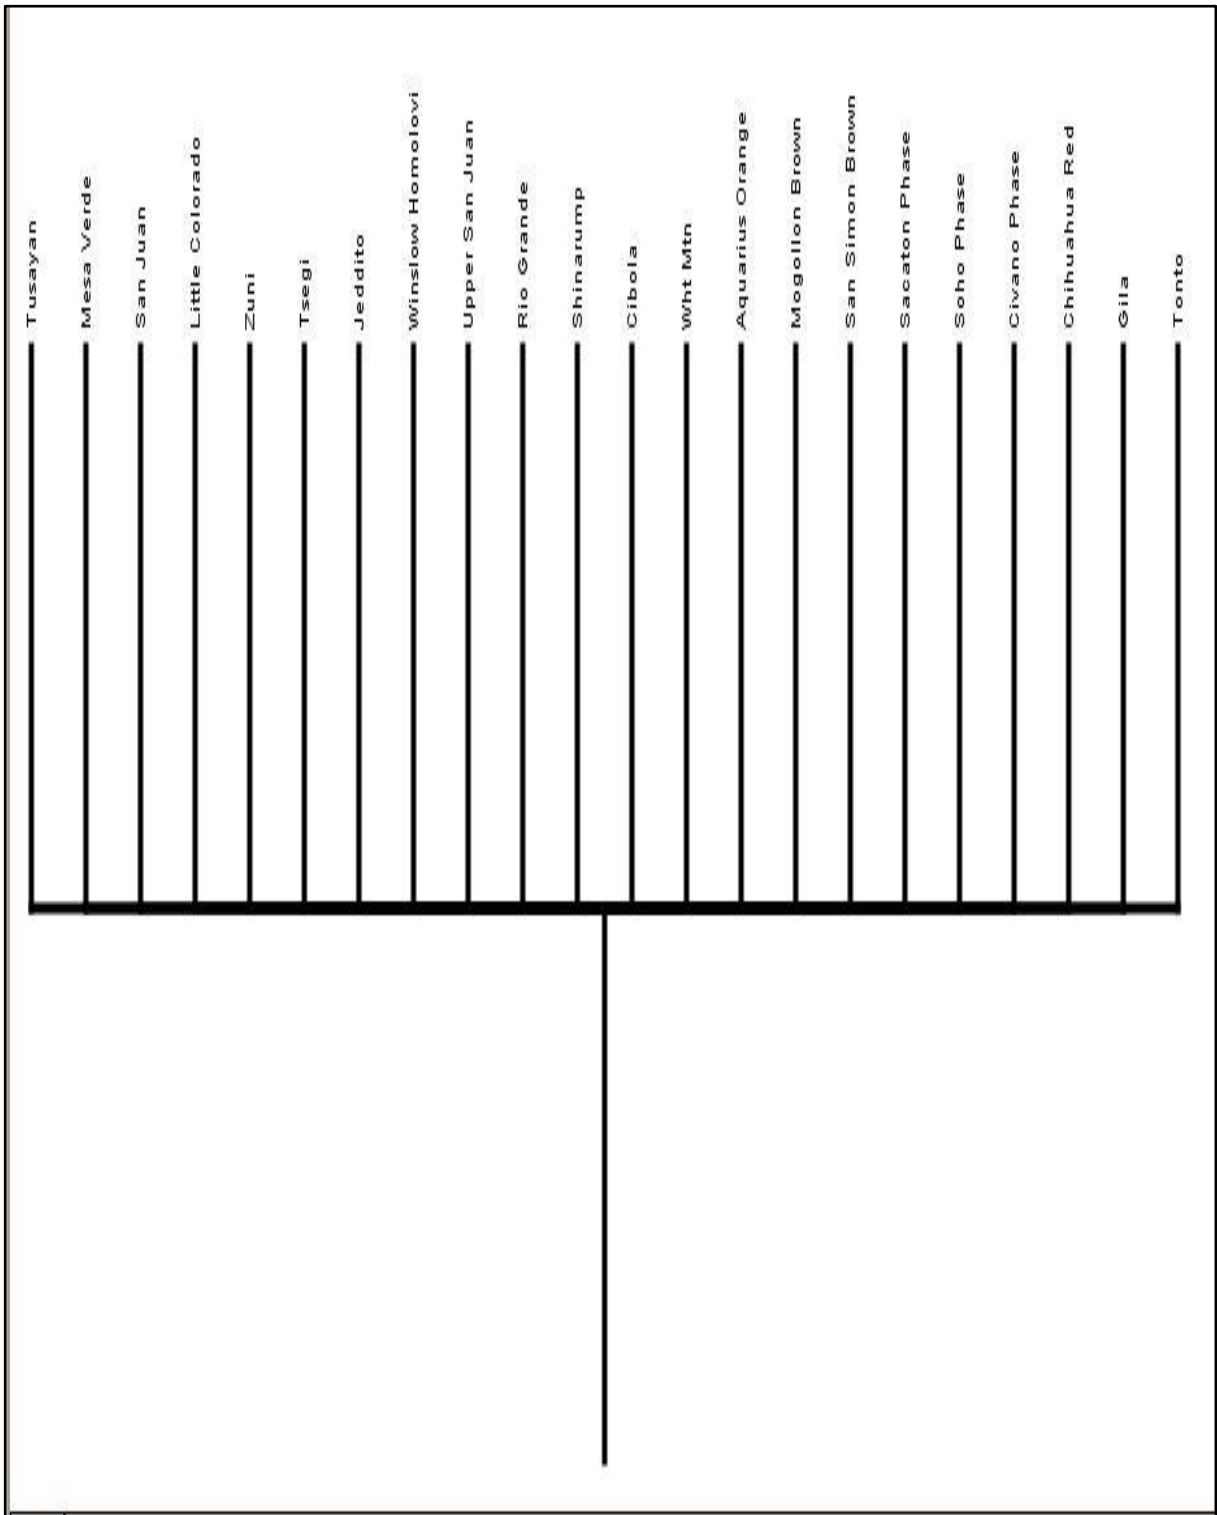 Tusayan
Mesa Verde
San Juan
Little Colorado
Zuni
Tsegi
Jeddito
Winslow Homolovi
Upper San Juan
Rio Grande
Shinarump
Cibola
Wht Mtn
Aquarius Orange
Mogollon Brown
San Simon Brown
Sacaton Phase
Soho Phase
Civano Phase
Chihuahua Red
Gila
Tonto